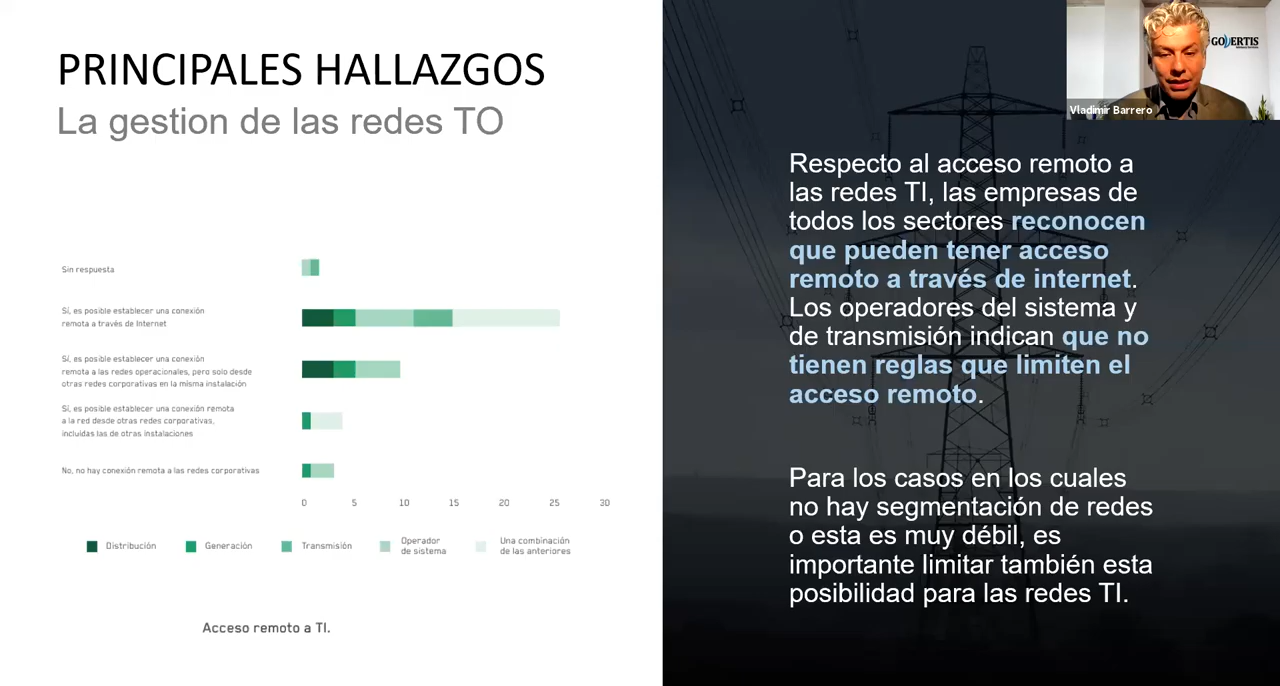 PRINCIPALES HALLAZGOS
La gestion de las redes TO
Sin respuesta
Sí, es posible establecer una conexión
remota a través de Internet
Sí, es posible establecer una conexión
remota a las redes operacionales, pero solo desde
otras redes corporativas en la misma instalación
Sí, es posible establecer una conexión remota
a la red desde otras redes corporativas,
incluidas las de otras instalaciones
No, no hay conexión remota a las redes corporativas
0 5 10 15 20 25 30
Distribución
Generación
Transmisión
Operador
de sistema
Una combinación
de las anteriores
Acceso remoto a TI.
GOVERTIS
Vladimir Barrero
Respecto al acceso remoto a
las redes TI, las empresas de
todos los sectores reconocen
que pueden tener acceso
remoto a través de internet.
Los operadores del sistema y
de transmisión indican que no
tienen reglas que limiten el
acceso remoto.
Para los casos en los cuales
no hay segmentación de redes
o esta es muy débil, es
importante limitar también esta
posibilidad para las redes TI.